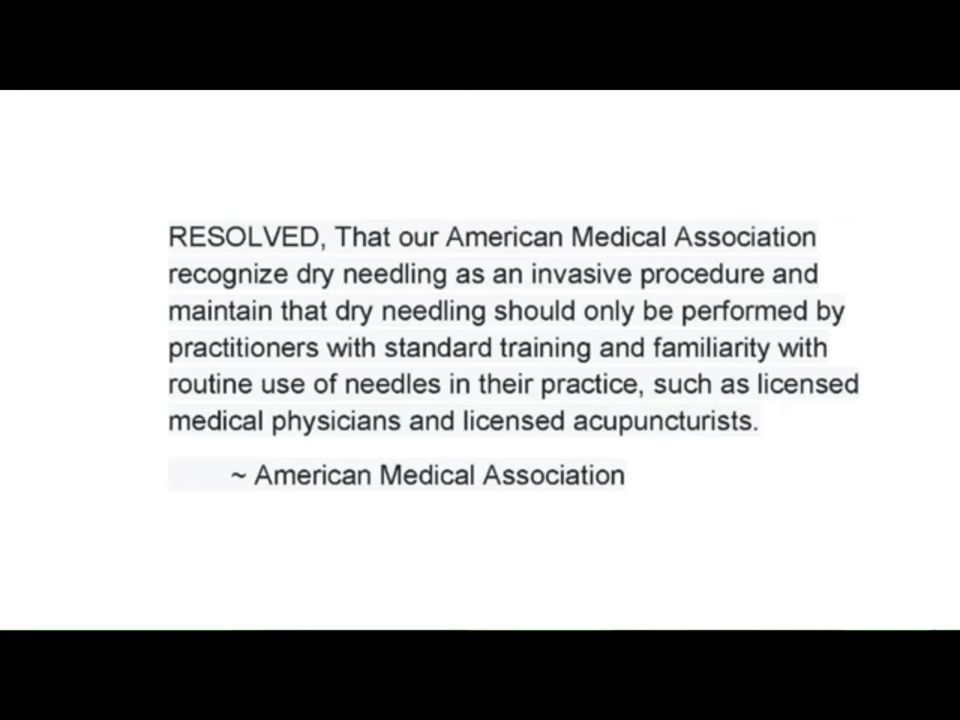 RESOLVED, That our American Medical Association
recognize dry needling as an invasive procedure and
maintain that dry needling should only be performed by
practitioners with standard training and familiarity with
routine use of needles in their practice, such as licensed
medical physicians and licensed acupuncturists.
~ American Medical Association